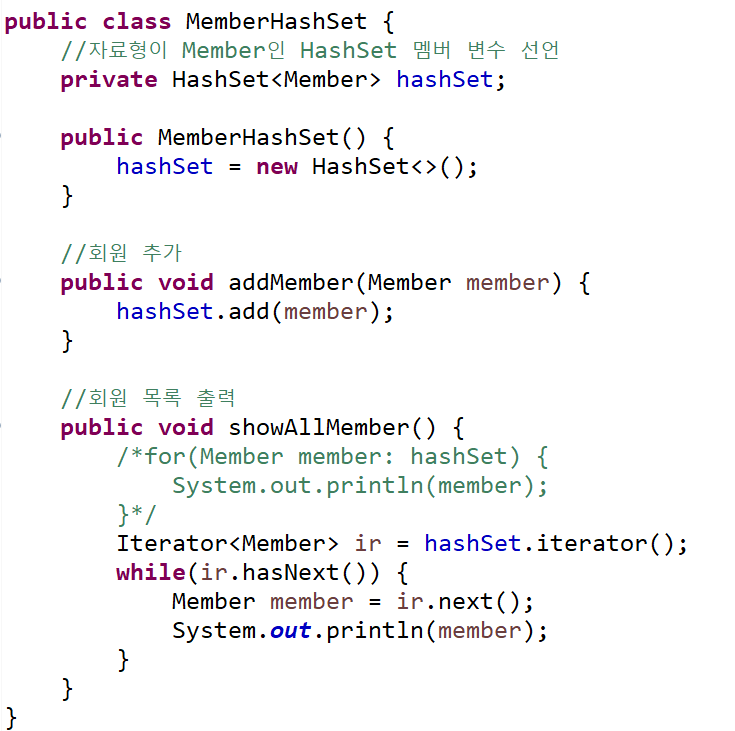 public class MemberHashSet {
    //자료형이 Member인 HashSet 멤버 변수 선언
    private HashSet<Member> hashSet;
    public MemberHashSet() {
        hashSet = new HashSet<>();
    }
    //회원 추가
    public void addMember(Member member) {
        hashSet.add(member);
    }
    //회원 목록 출력
    public void showAllMember() {
        /*for(Member member: hashSet) {
            System.out.println(member);
        }*/
        Iterator<Member> ir = hashSet.iterator();
        while(ir.hasNext()) {
            Member member = ir.next();
            System.out.println(member);
        }
    }
}